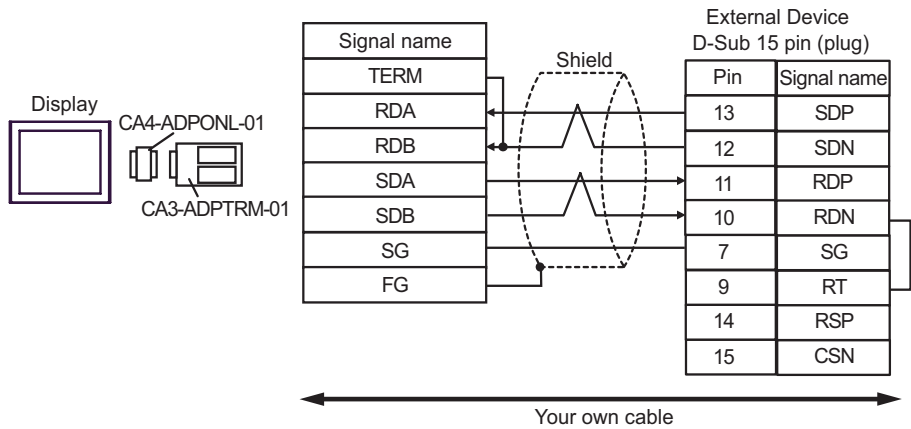 External Device
D-Sub 15 pin (plug)
Signal name
Shield
Pin Signal name
TERM
RDA
13 SDP
Display
CA4-ADPONL-01
RDB
12 SDN
SDA
11 RDP
CA3-ADPTRM-01
SDB
10 RDN
SG
7 SG
FG
9 RT
14 RSP
15 CSN
Your own cable